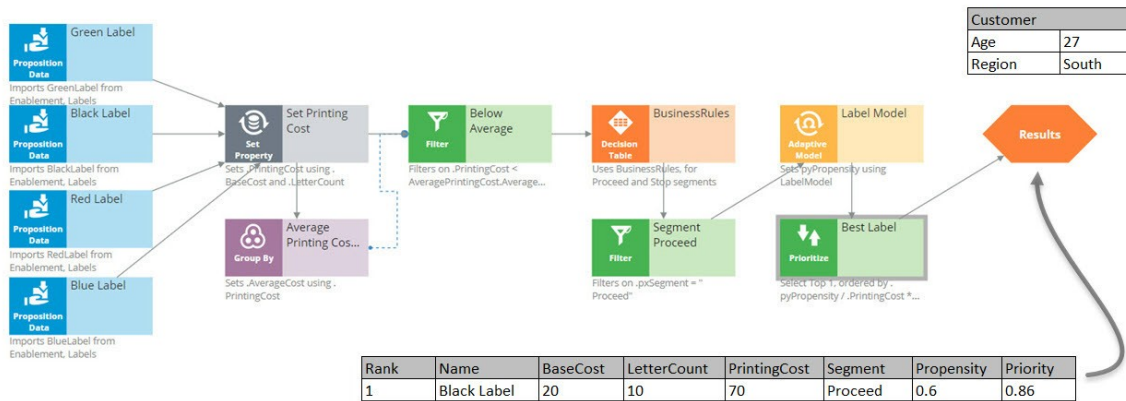 Green Label
Proposition
Data
Imports GreenLabel from
Enablement, Labels
Black Label
Proposition
Data
Imports BlackLabel from
Enablement, Labels
Red Label
Proposition
Data
Imports RedLabel from
Enablement, Labels
Blue Label
Proposition
Data
Imports BlueLabel from
Enablement, Labels
Set Printing
Cost
Set
Property
Sets .PrintingCost using .
BaseCost and .LetterCount
Average
Printing Cos...
Group By
Sets .AverageCost using .
PrintingCost
Below
Average
Filter
Filters on .PrintingCost <
AveragePrintingCost.Average...
BusinessRules
Decision
Table
Uses BusinessRules, for
Proceed and Stop segments
Segment
Proceed
Filter
Filters on .pxSegment = "
Proceed"
Label Model
Adaptive
Model
Sets pyPropensity using
LabelModel
Best Label
Prioritize
Select Top 1, ordered by .
pyPropensity / .PrintingCost *...
Results
Customer
Age 27
Region South
Rank Name BaseCost LetterCount PrintingCost Segment Propensity Priority
1 Black Label 20 10 70 Proceed 0.6 0.86